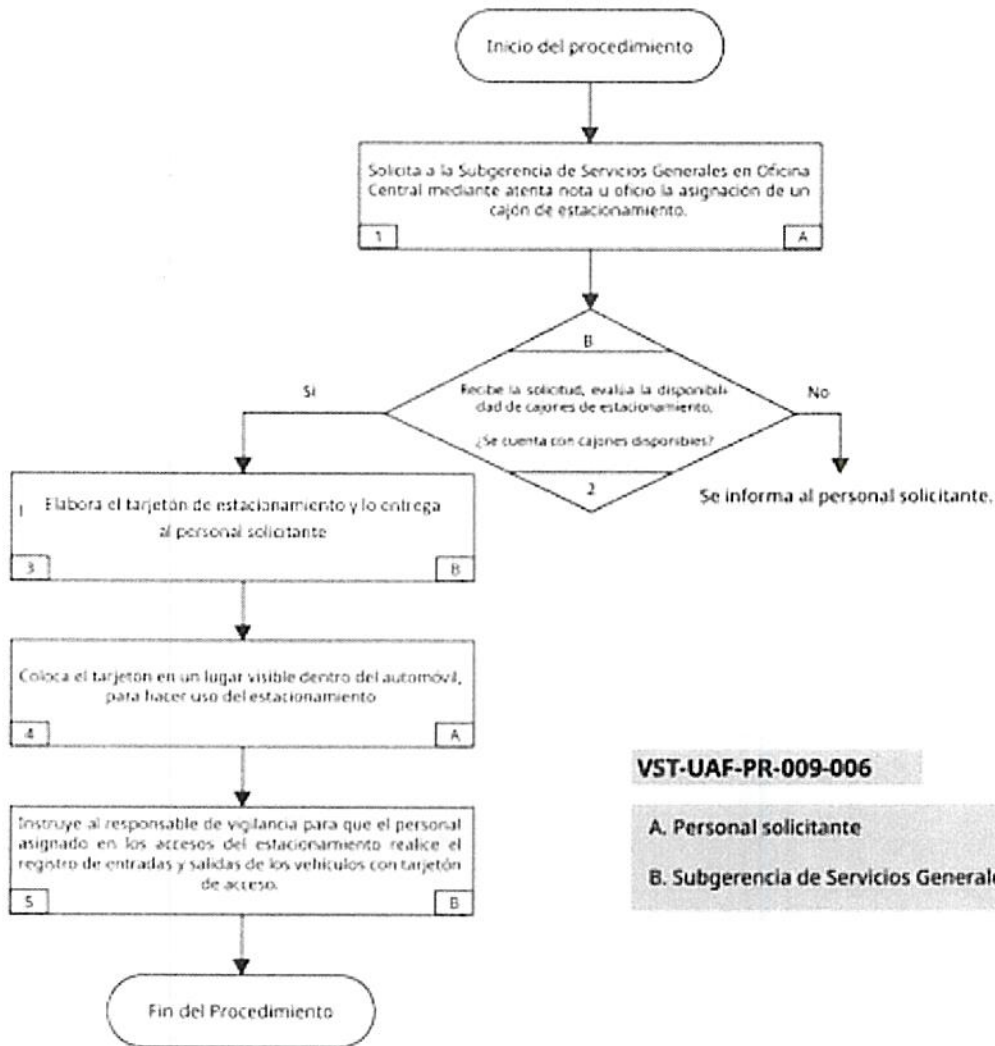 Inicio del procedimiento
Solicita a la Subgerencia de Servicios Generales en Oficina
Central mediante atenta nota u oficio la asignación de un
cajón de estacionamiento.
1
A
B
Recibe la solicitud, evalúa la disponibili-
dad de cajones de estacionamiento.
¿Se cuenta con cajones disponibles?
2
Si
No
Se informa al personal solicitante.
Elabora el tarjetón de estacionamiento y lo entrega
al personal solicitante
3
B
Coloca el tarjetón en un lugar visible dentro del automóvil,
para hacer uso del estacionamiento
4
A
Instruye al responsable de vigilancia para que el personal
asignado en los accesos del estacionamiento realice el
registro de entradas y salidas de los vehículos con tarjetón
de acceso.
5
B
Fin del Procedimiento
VST-UAF-PR-009-006
A. Personal solicitante
B. Subgerencia de Servicios Generale